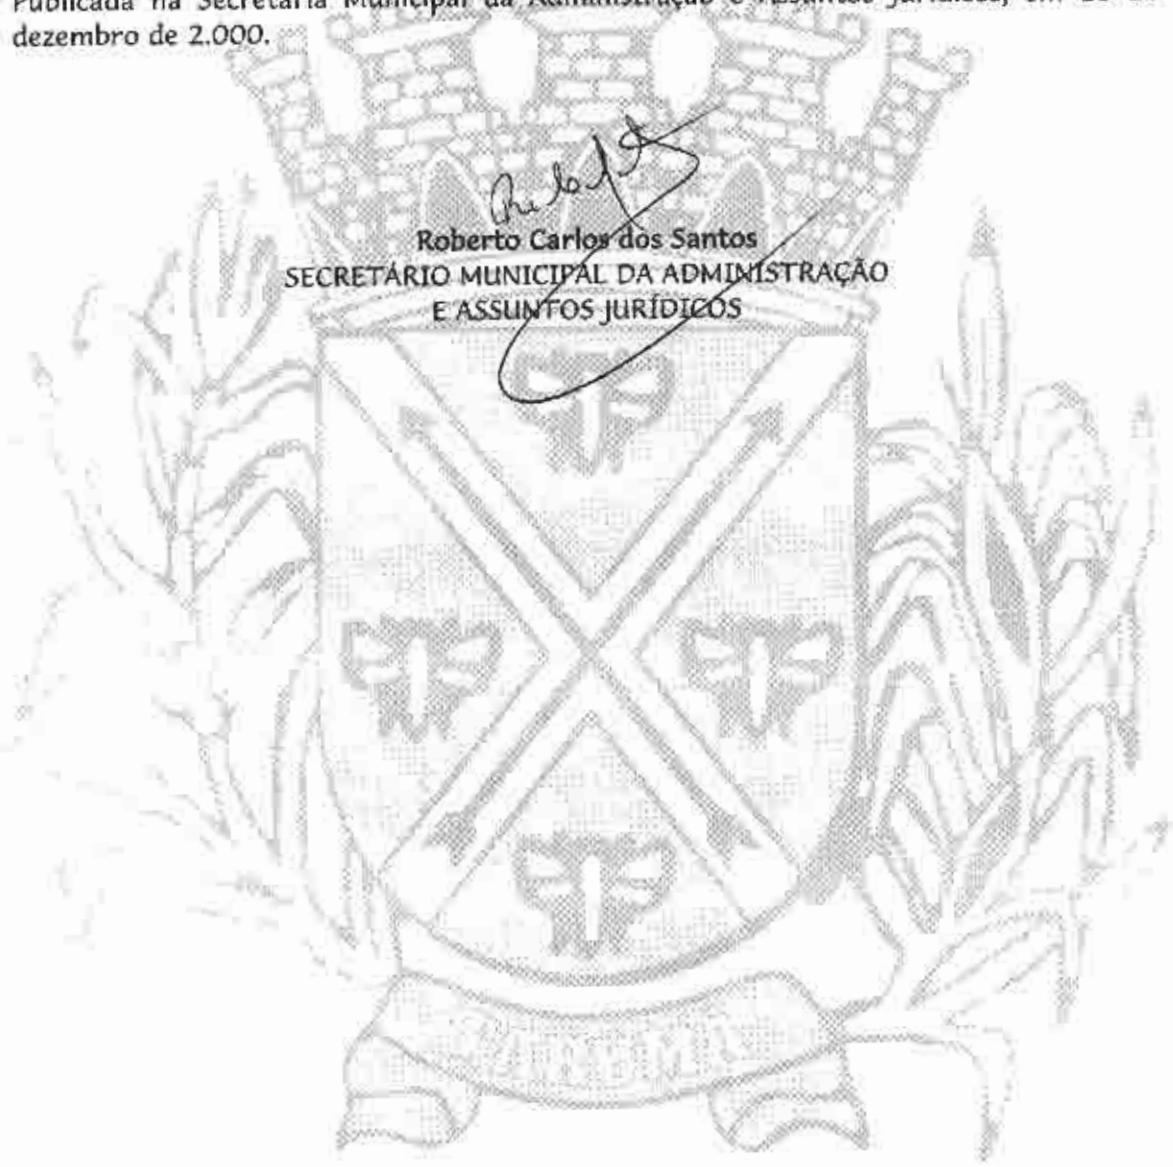 Publicada na Secretaria Municipal da Administração e Assuntos Jurídicos, em
dezembro de 2.000.
Roberto Carlos dos Santos
SECRETÁRIO MUNICIPAL DA ADMINISTRAÇÃO
E ASSUNTOS JURÍDICOS